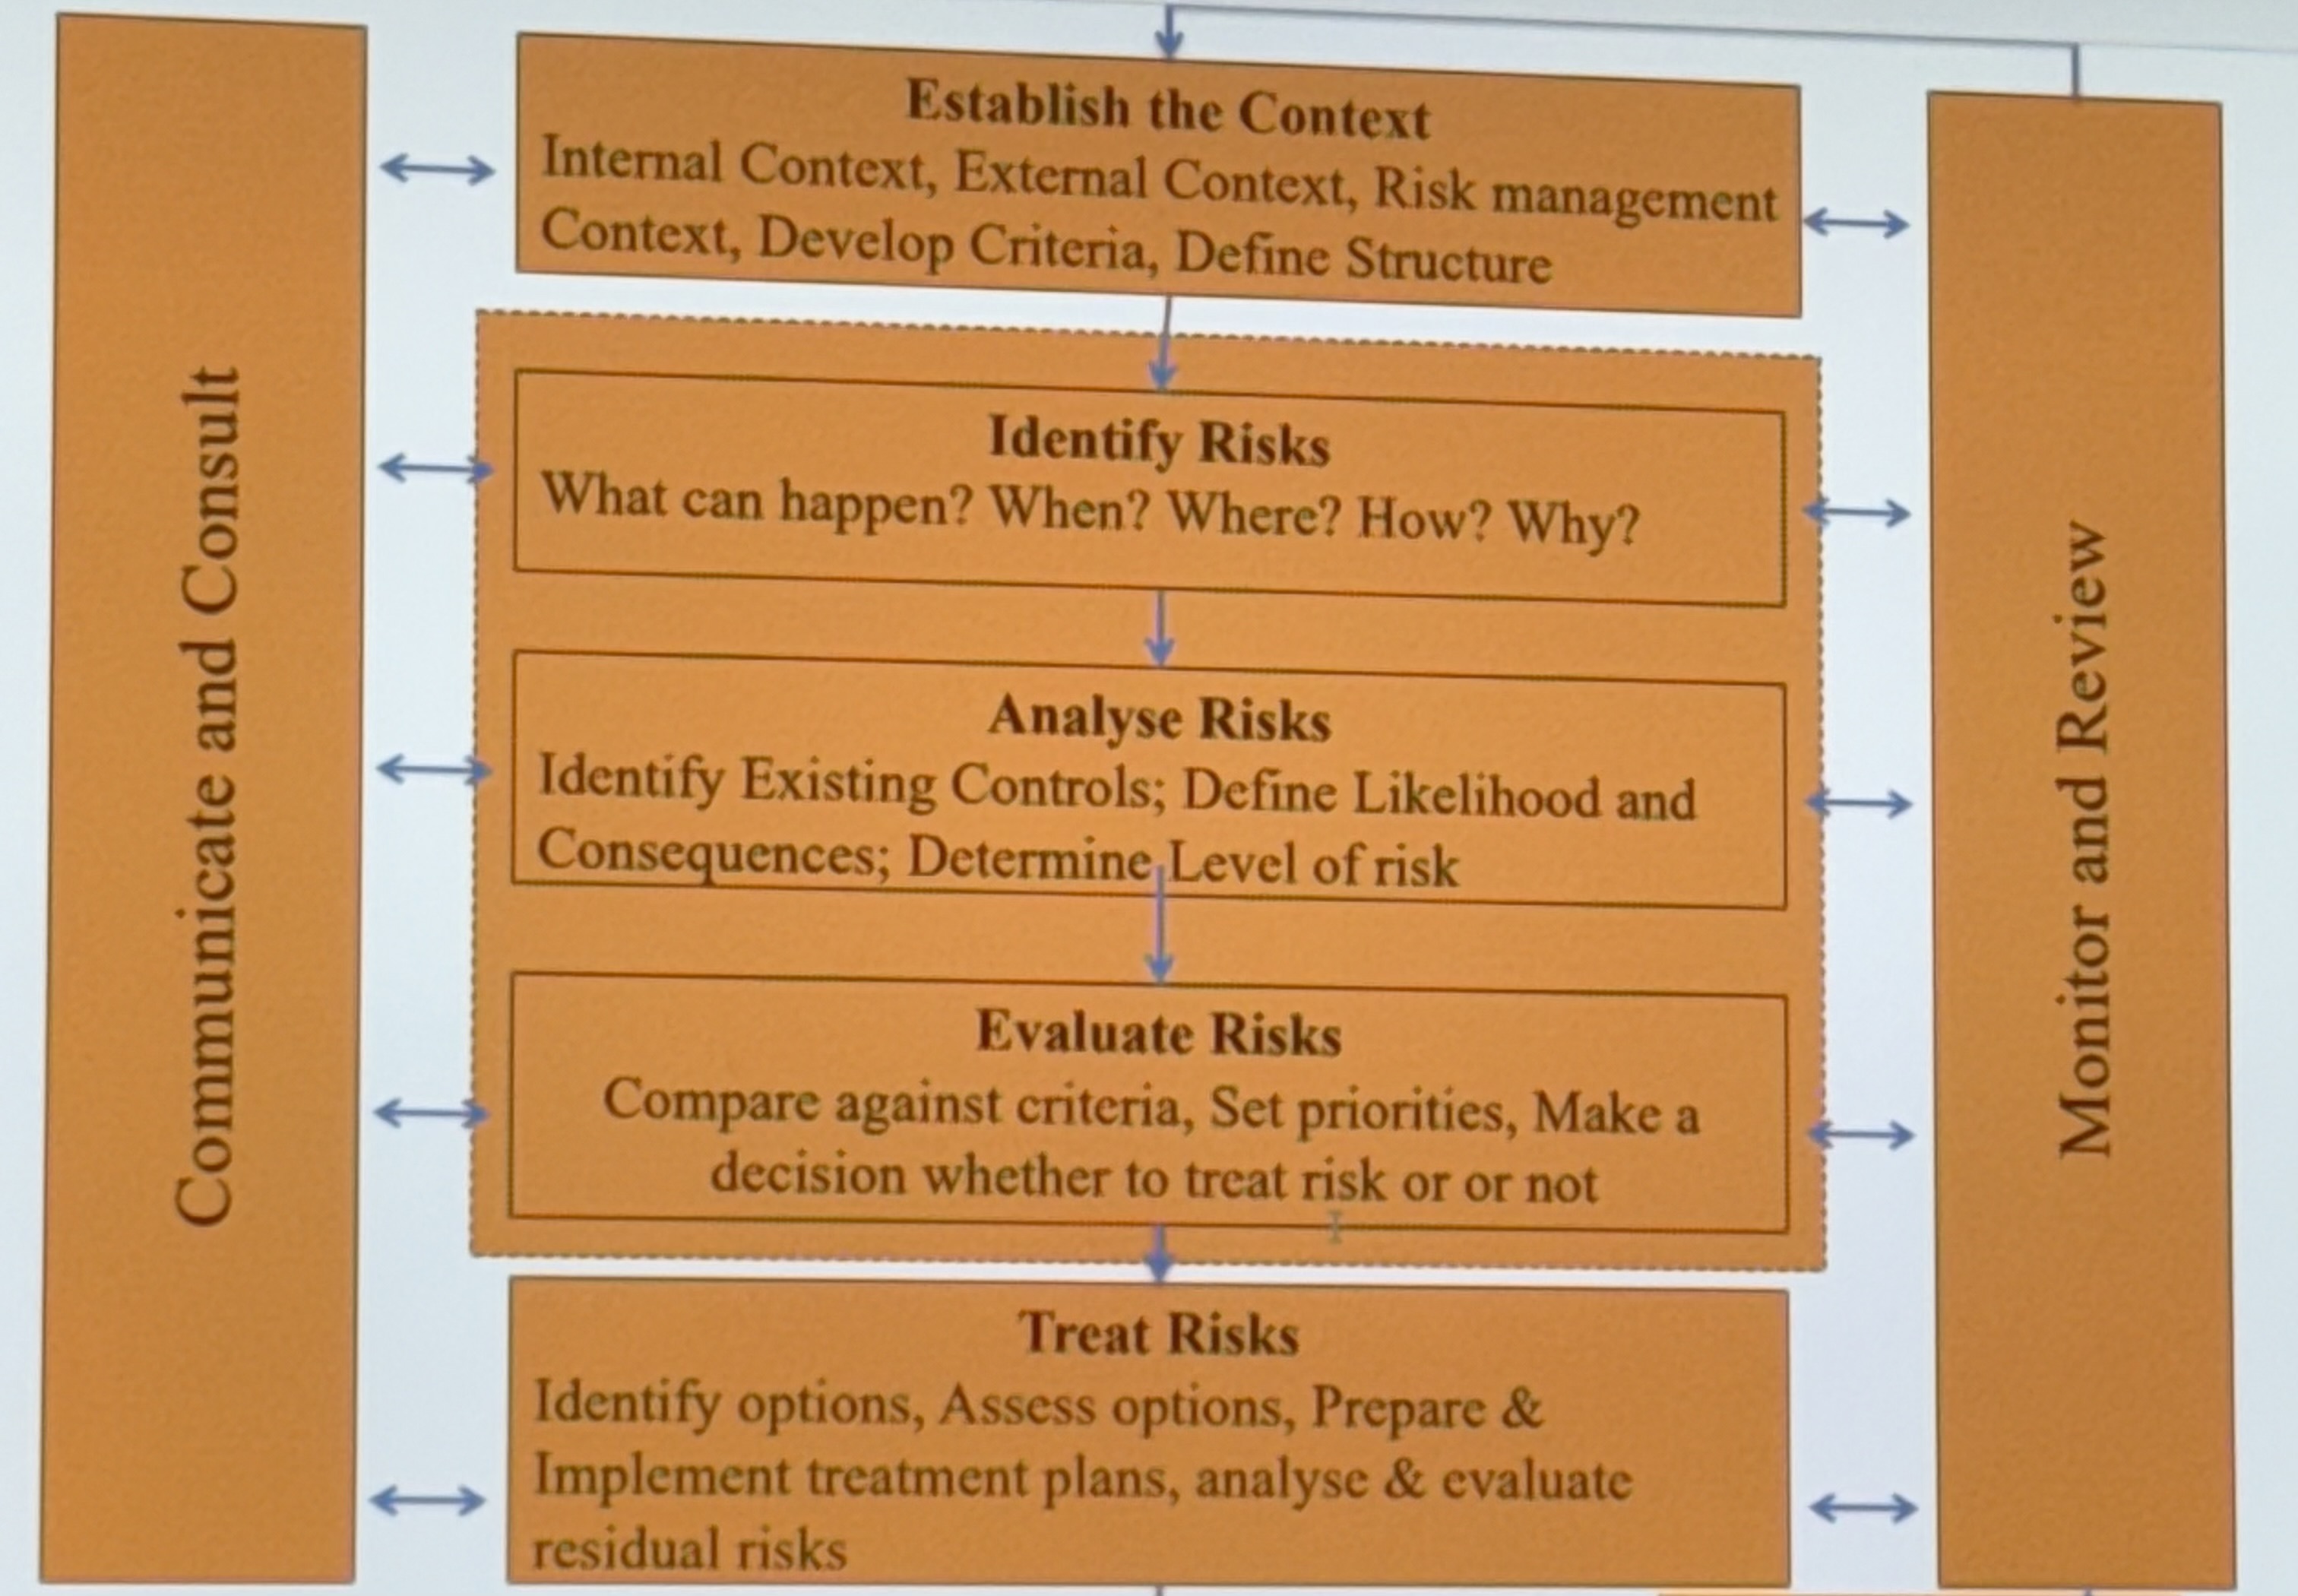 Communicate and Consult
Establish the Context
Internal Context, External Context, Risk management
Context, Develop Criteria, Define Structure
Identify Risks
What can happen? When? Where? How? Why?
Analyse Risks
Identify Existing Controls; Define Likelihood and
Consequences; Determine Level of risk
Evaluate Risks
Compare against criteria, Set priorities, Make a
decision whether to treat risk or or not
Treat Risks
Identify options, Assess options, Prepare &
Implement treatment plans, analyse & evaluate
residual risks
Monitor and Review